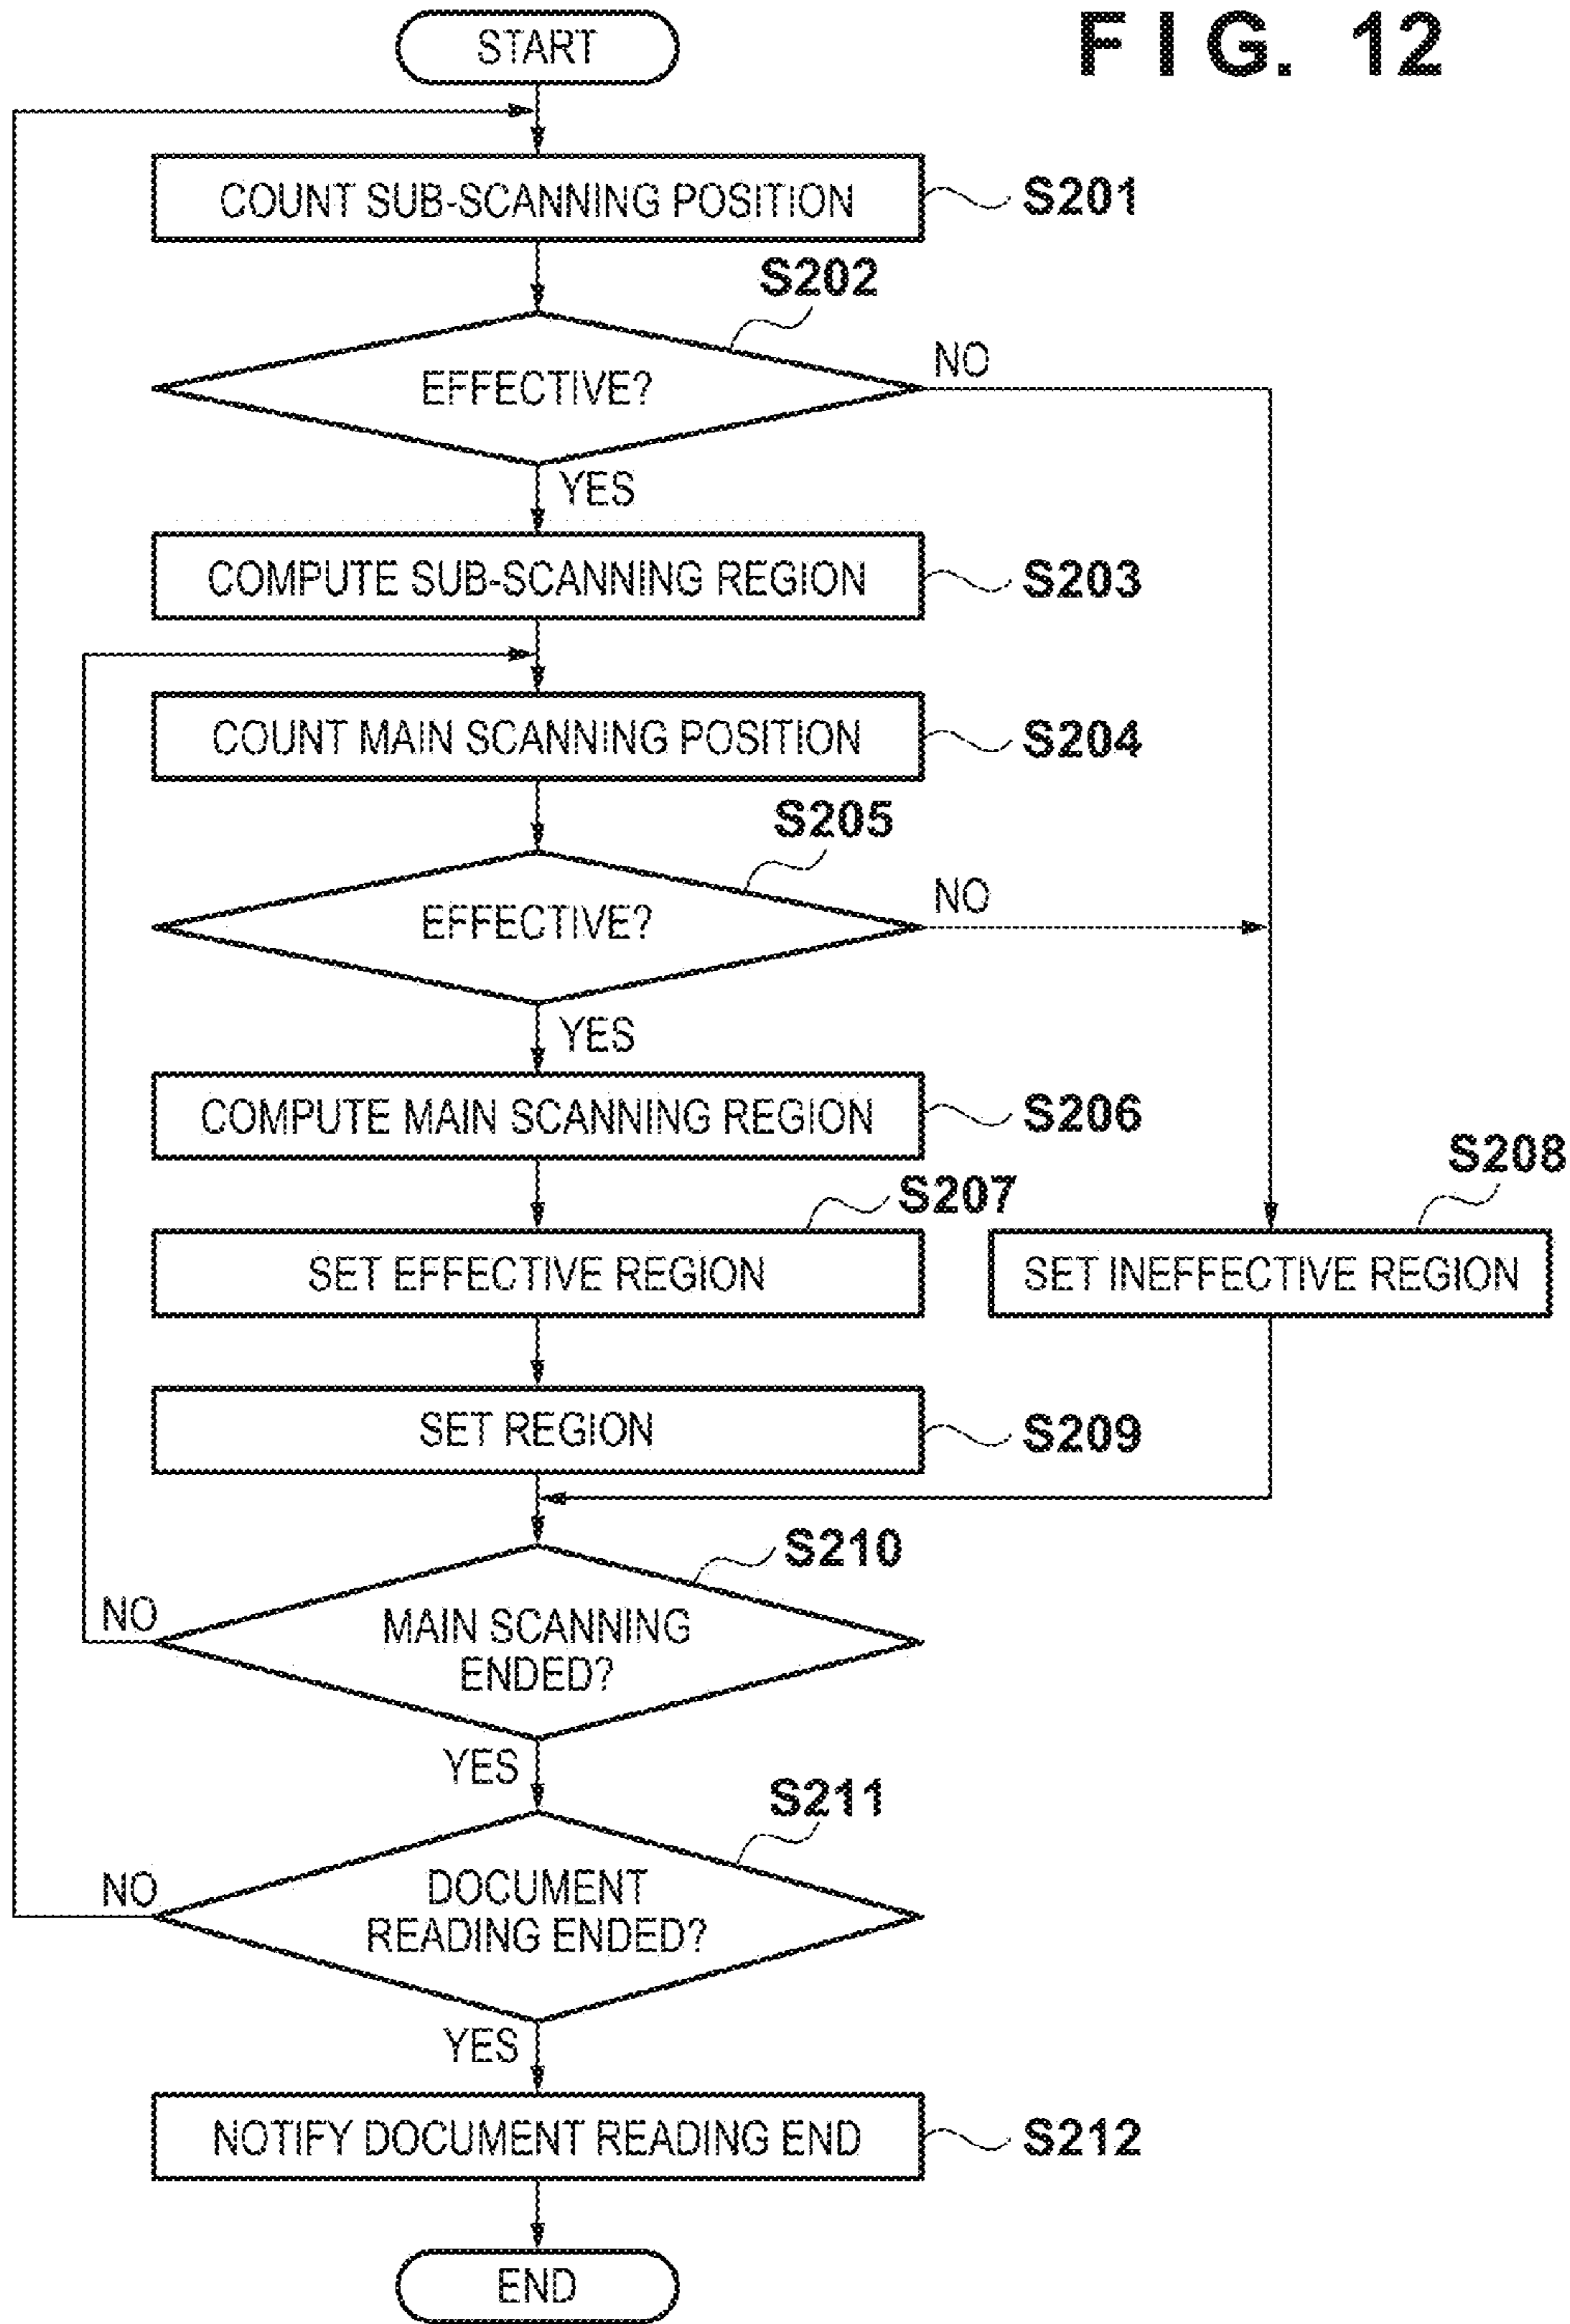 FIG. 12
START
COUNT SUB-SCANNING POSITION
S201
S202
EFFECTIVE?
NO
YES
COMPUTE SUB-SCANNING REGION
S203
COUNT MAIN SCANNING POSITION
S204
S205
EFFECTIVE?
NO
YES
COMPUTE MAIN SCANNING REGION
S206
S207
S208
SET EFFECTIVE REGION
SET INEFFECTIVE REGION
SET REGION
S209
S210
NO
MAIN SCANNING
ENDED?
YES
S211
NO
DOCUMENT
READING ENDED?
YES
NOTIFY DOCUMENT READING END
S212
END